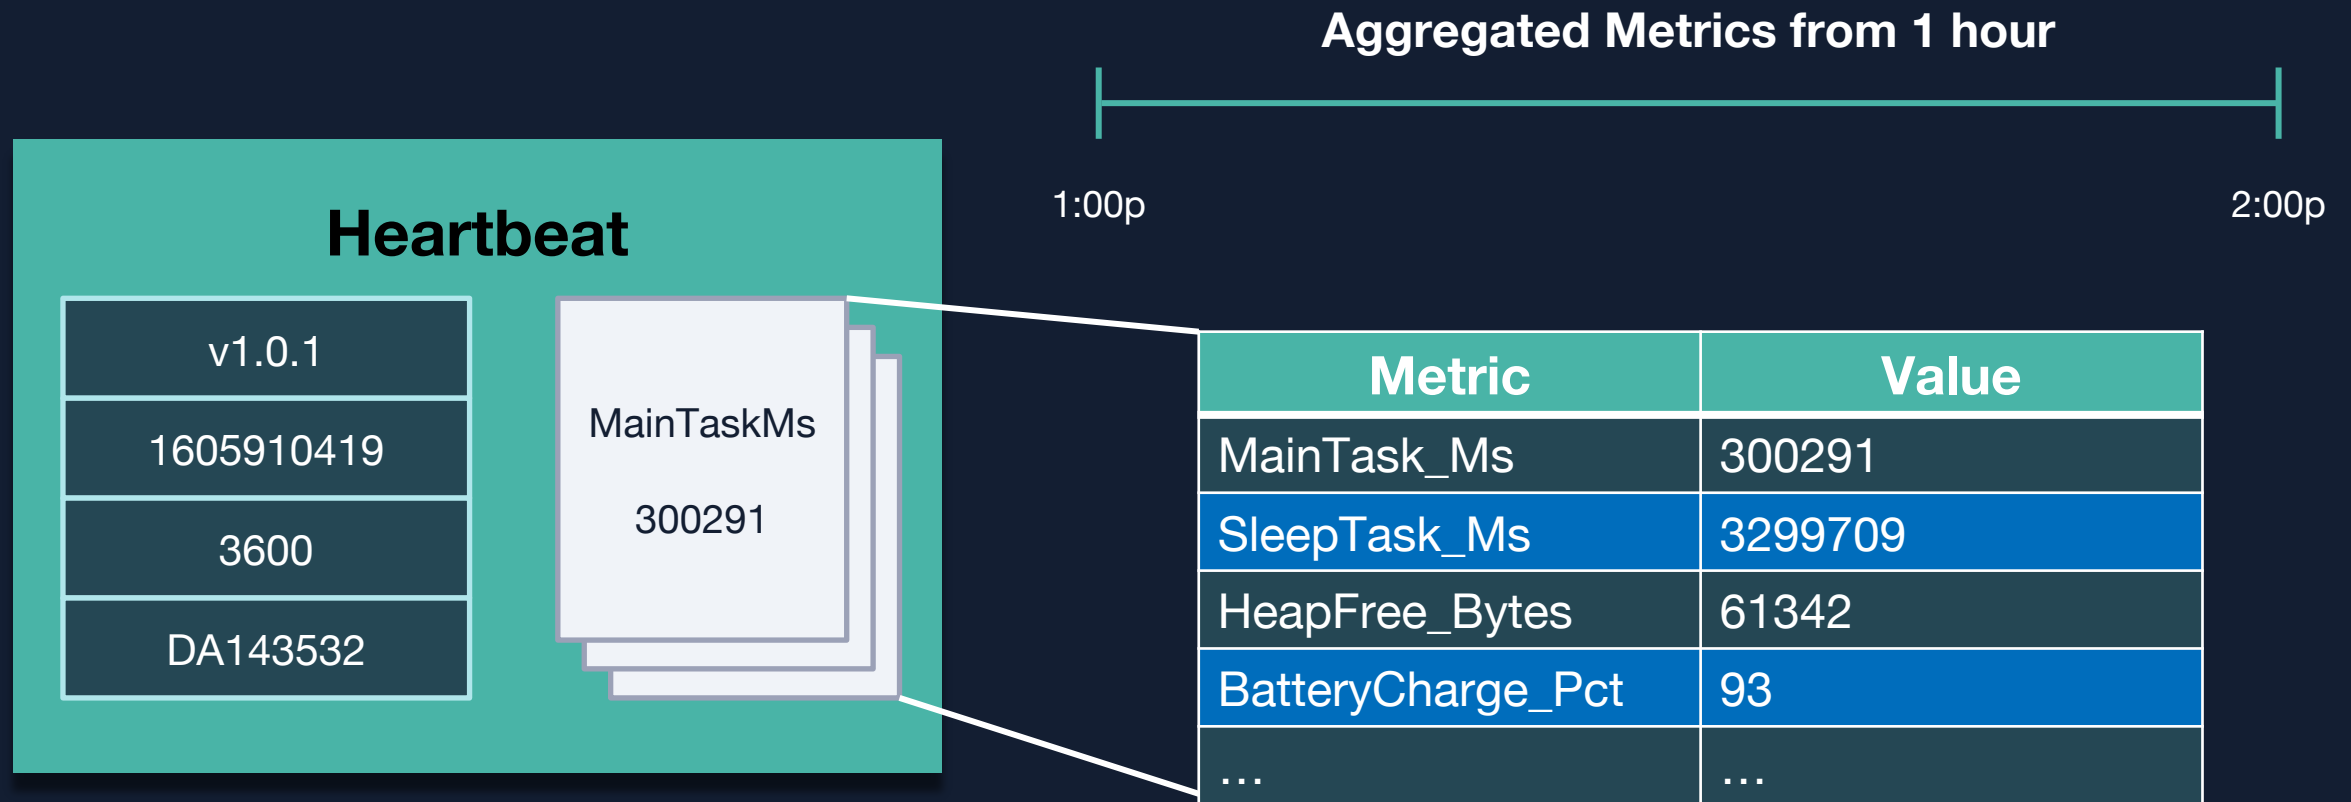 Aggregated Metrics from 1 hour
1:00p 2:00p
Heartbeat
v1.0.1
1605910419
3600
DA143532
MainTaskMs
300291
Metric Value
MainTask_Ms 300291
SleepTask_Ms 3299709
HeapFree_Bytes 61342
BatteryCharge_Pct 93
... ...